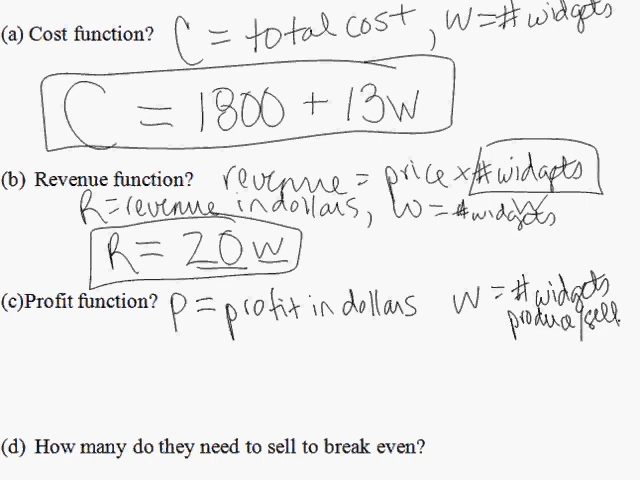 (a) Cost function? C = total cost, W = # widgets
C = 1800 + 13w
(b) Revenue function? revenue = price x # widgets
R = revenue in dollars, W = # widgets w
R = 20 w
(c)Profit function? P = profit in dollars W = # widgets
produce/sell
(d) How many do they need to sell to break even?